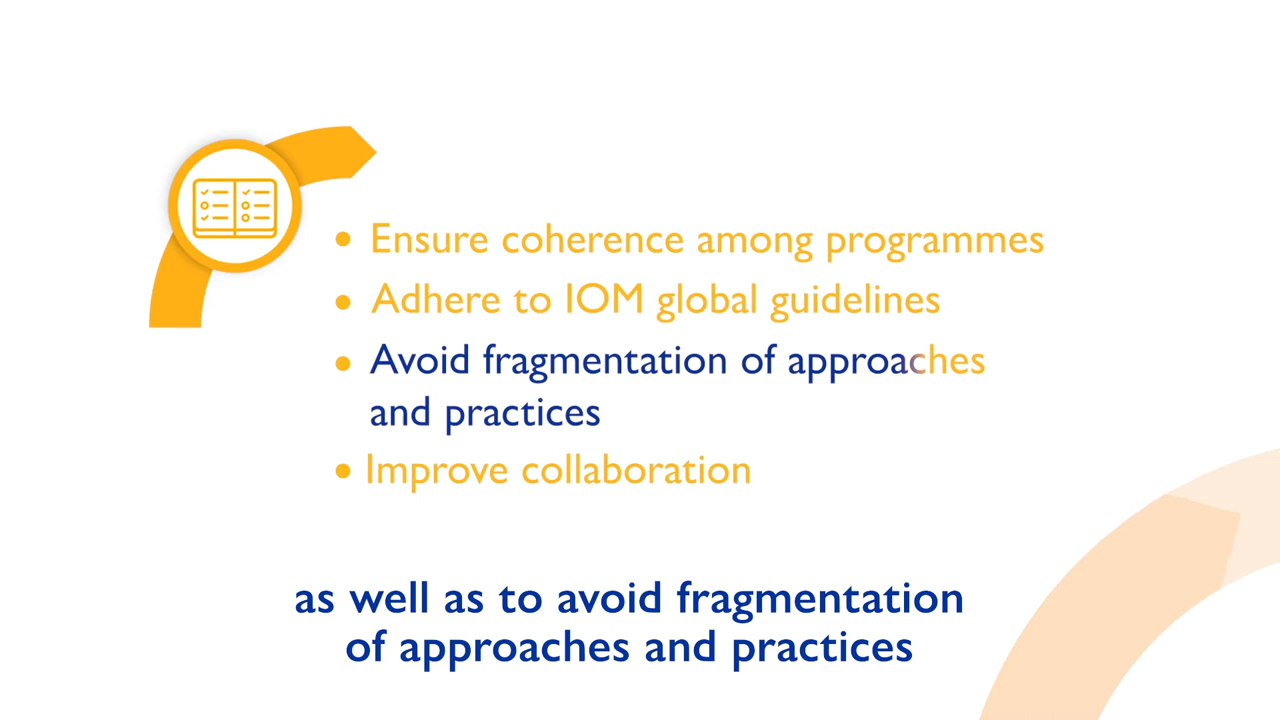 • Ensure coherence among programmes
• Adhere to IOM global guidelines
• Avoid fragmentation of approaches
and practices
• Improve collaboration
as well as to avoid fragmentation
of approaches and practices